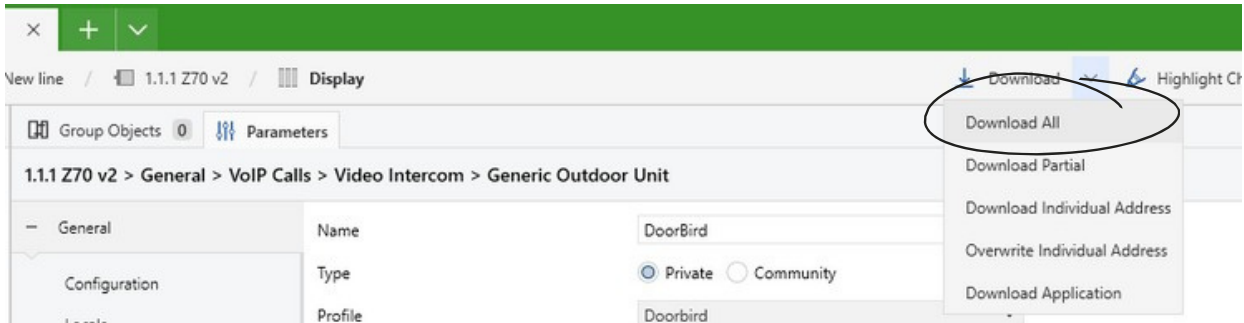 New line / 1.1.1 Z70 v2 / Display
Download
Highlight
Group Objects 0
Parameters
1.1.1 Z70 v2 > General > VoIP Calls > Video Intercom > Generic Outdoor Unit
General
Configuration
Name
DoorBird
Type
Private
Community
Profile
Doorbird
Download All
Download Partial
Download Individual Address
Overwrite Individual Address
Download Application